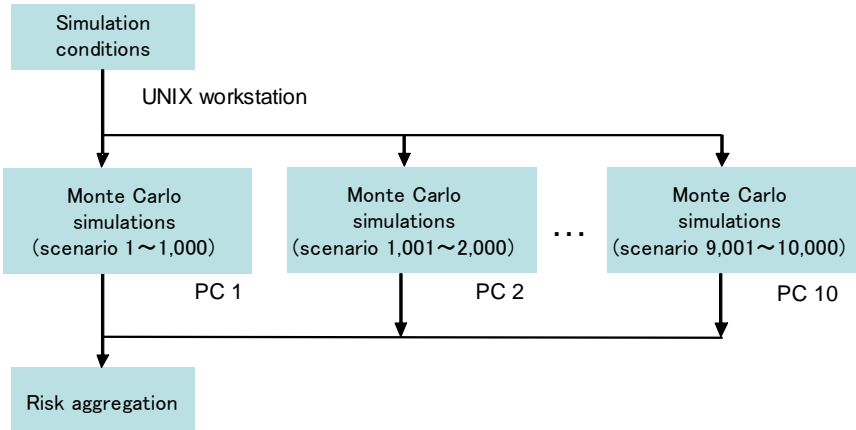 Simulation
conditions
UNIX workstation
Monte Carlo
simulations
(scenario 1～1,000)
Monte Carlo
simulations
(scenario 1,001～2,000)
...
Monte Carlo
simulations
(scenario 9,001～10,000)
PC 1
PC 2
PC 10
Risk aggregation